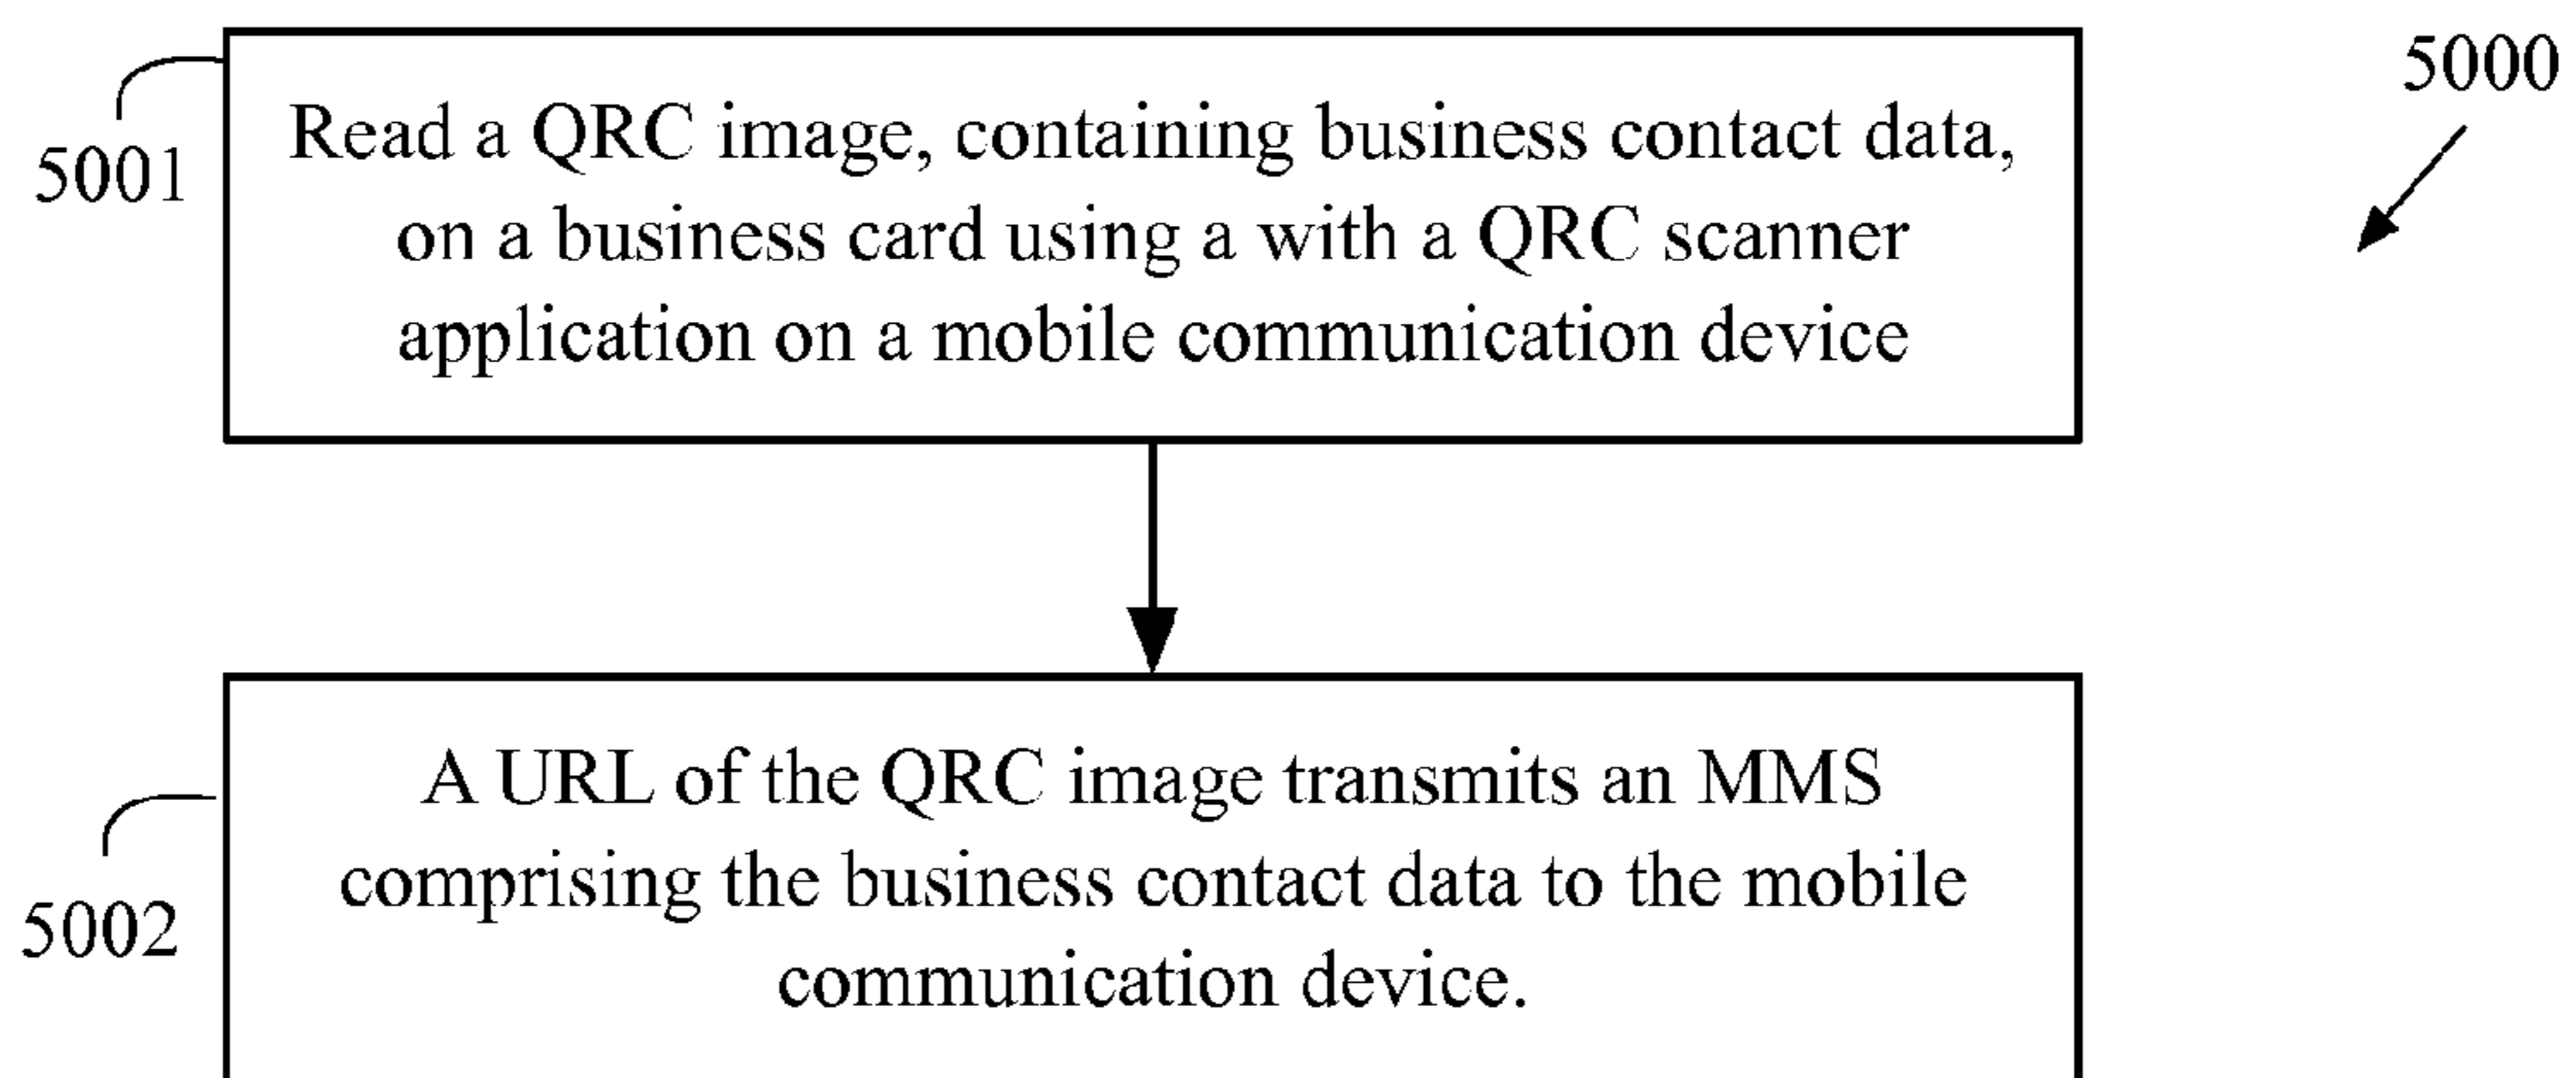 5000
5001
Read a QRC image, containing business contact data,
on a business card using a with a QRC scanner
application on a mobile communication device
5002
A URL of the QRC image transmits an MMS
comprising the business contact data to the mobile
communication device.